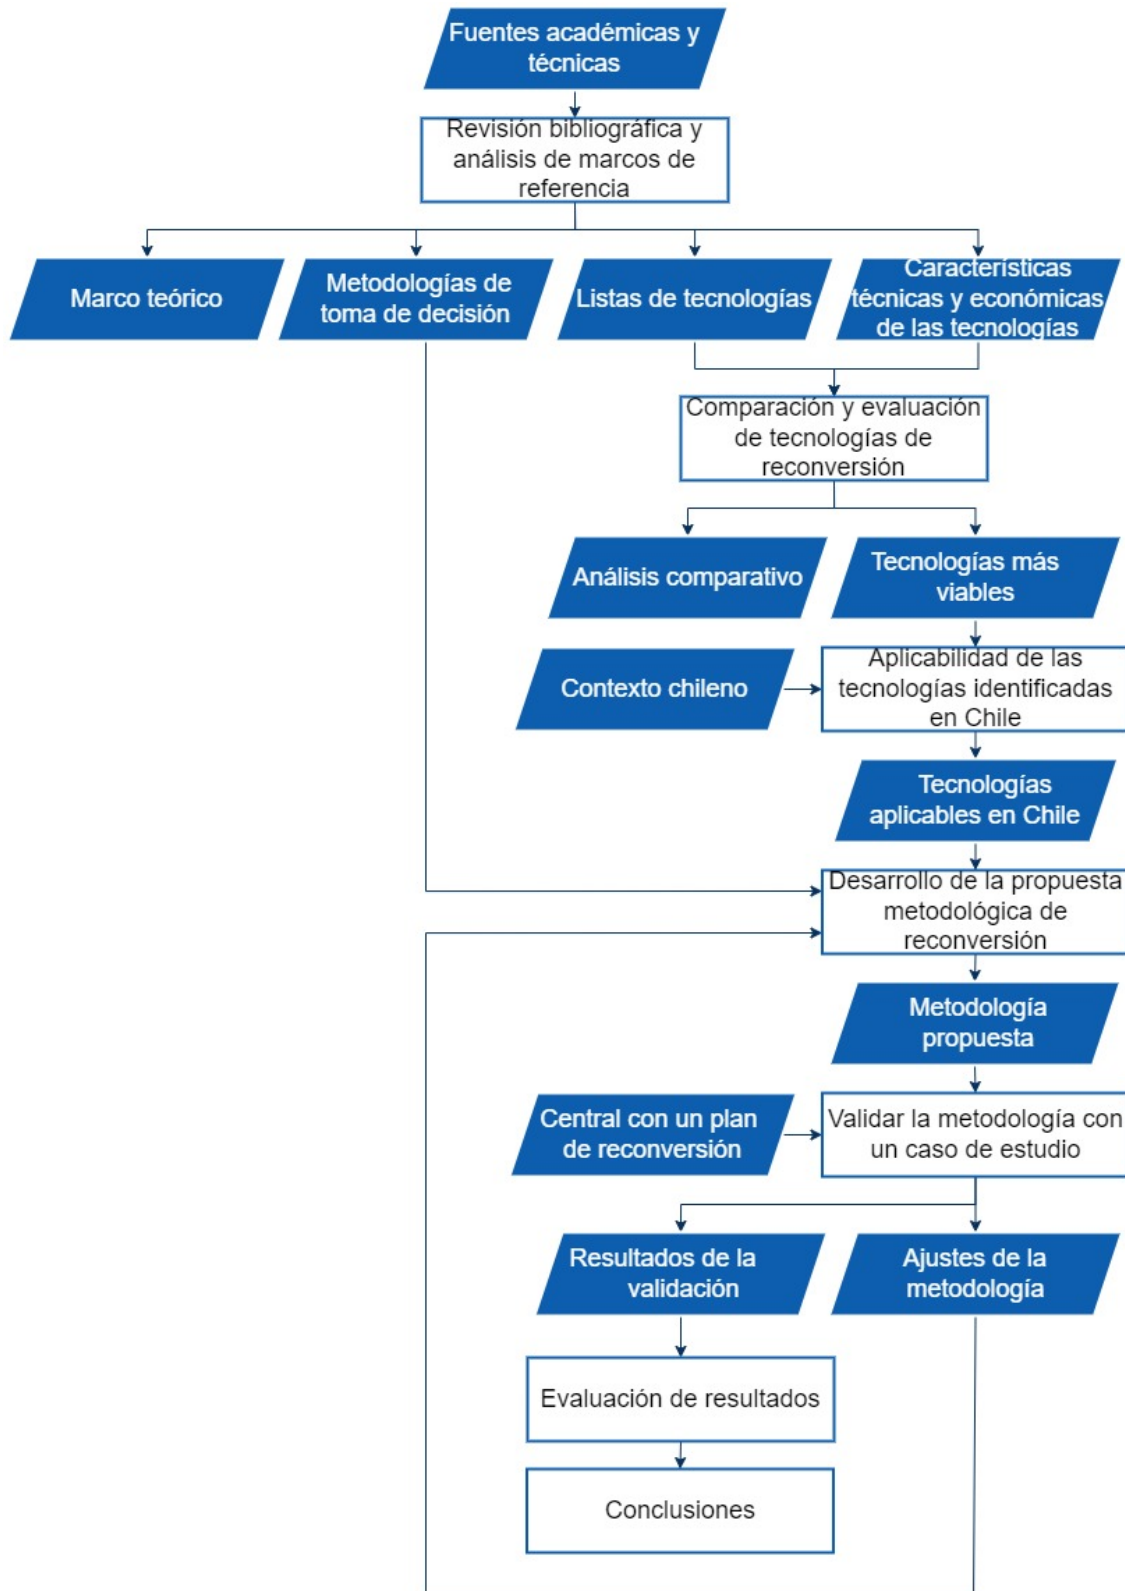 Fuentes académicas y
técnicas
Revisión bibliográfica y
análisis de marcos de
referencia
Marco teórico
Metodologías de
toma de decisión
Listas de tecnologías
Características
técnicas y económicas
de las tecnologías
Comparación y evaluación
de tecnologías de
reconversión
Análisis comparativo
Tecnologías más
viables
Contexto chileno
Aplicabilidad de las
tecnologías identificadas
en Chile
Tecnologías
aplicables en Chile
Desarrollo de la propuesta
metodológica de
reconversión
Metodología
propuesta
Central con un plan
de reconversión
Validar la metodología con
un caso de estudio
Resultados de la
validación
Ajustes de la
metodología
Evaluación de resultados
Conclusiones